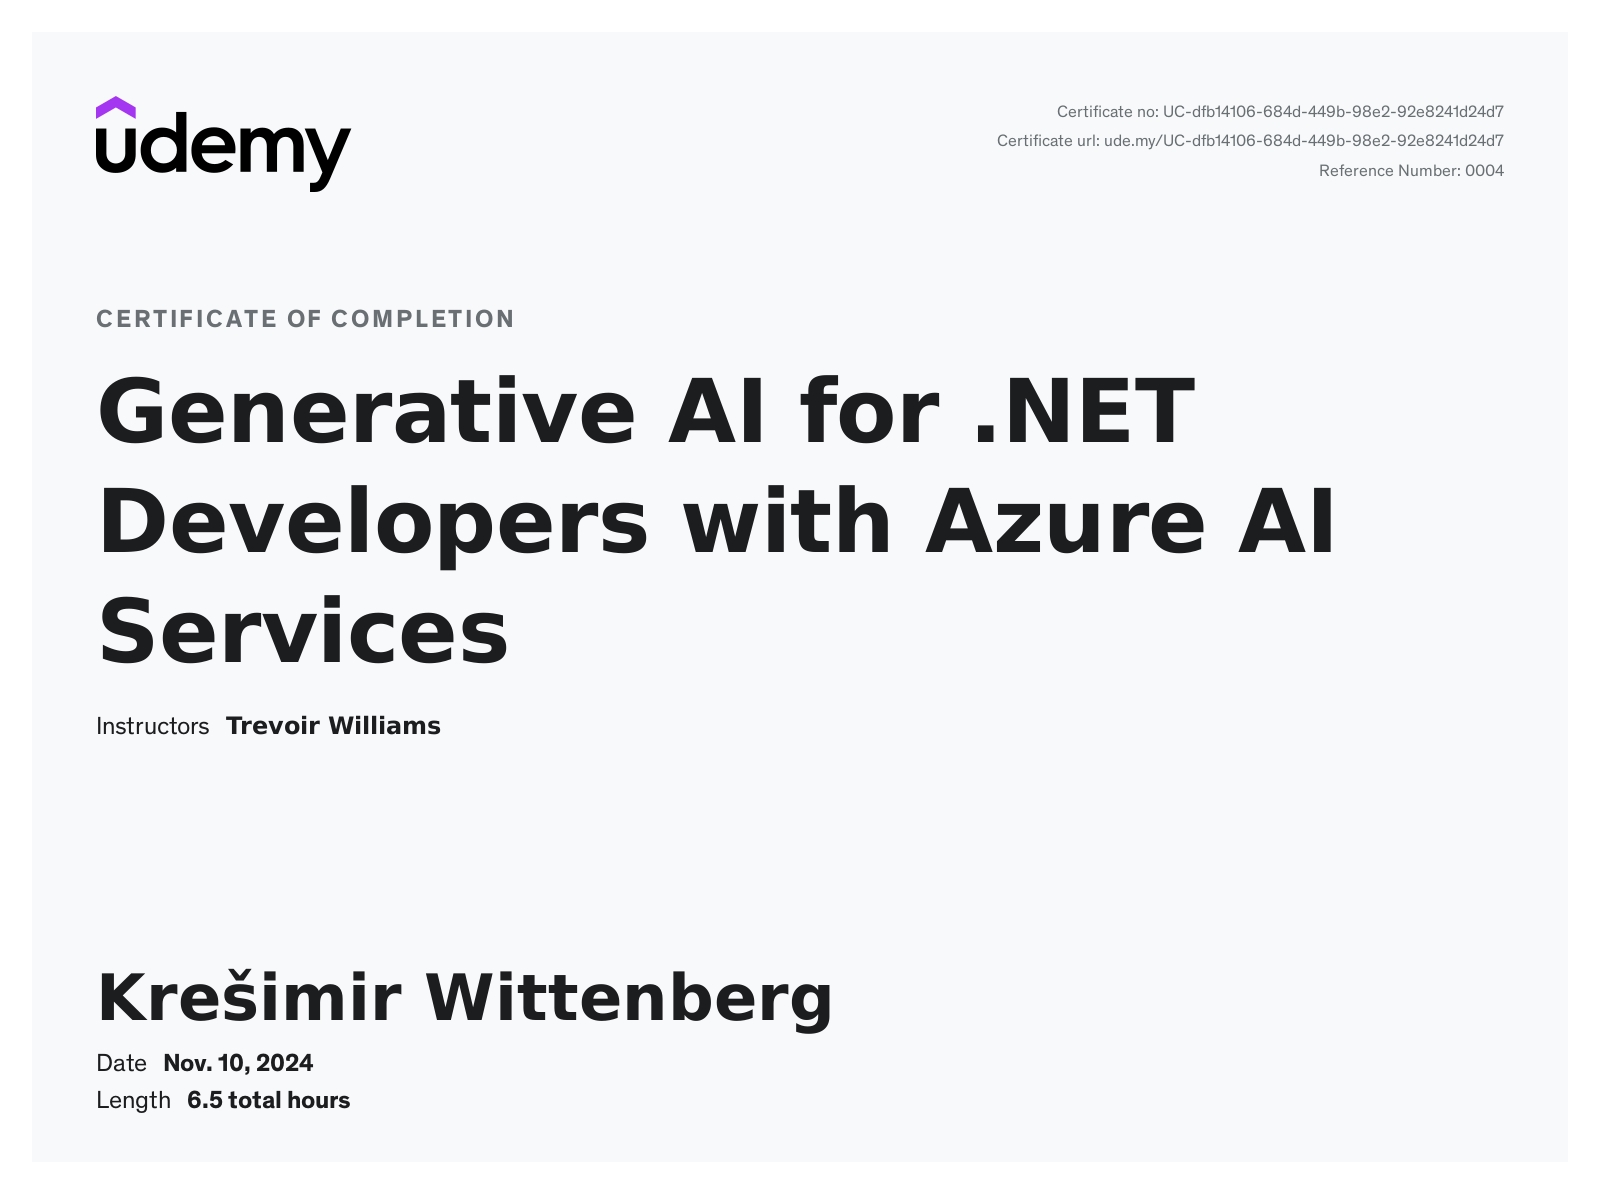 udemy
Certificate no: UC-dfb14106-684d-449b-98e2-92e8241d24d7
Certificate url: ude.my/UC-dfb14106-684d-449b-98e2-92e8241d24d7
Reference Number: 0004
CERTIFICATE OF COMPLETION
Generative AI for .NET
Developers with Azure AI
Services
Instructors Trevoir Williams
Krešimir Wittenberg
Date Nov. 10, 2024
Length 6.5 total hours